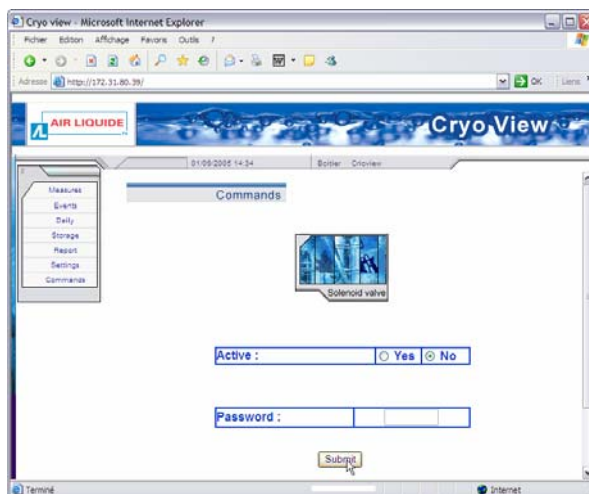 Cryo view - Microsoft Internet Explorer
Fichier Edition Affichage Favoris Outils ?
Adresse http://172.31.80.39/ OK Liens
AIR LIQUIDE
Cryo View
01/09/2005 14:34 Boitier Crioview
Measures
Events
Daily
Storage
Report
Settings
Commands
Commands
Solenoid valve
Active : Yes No
Password :
Submit
Terminé Internet